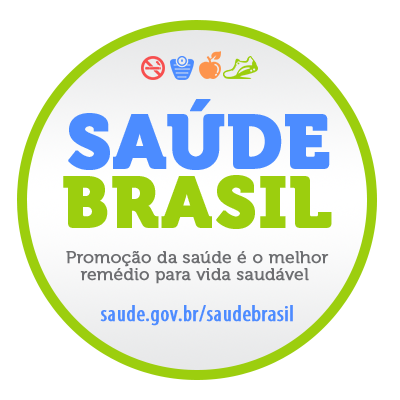 SAÚDE
BRASIL
Promoção da saúde é o melhor
remédio para vida saudável
saude.gov.br/saudebrasil